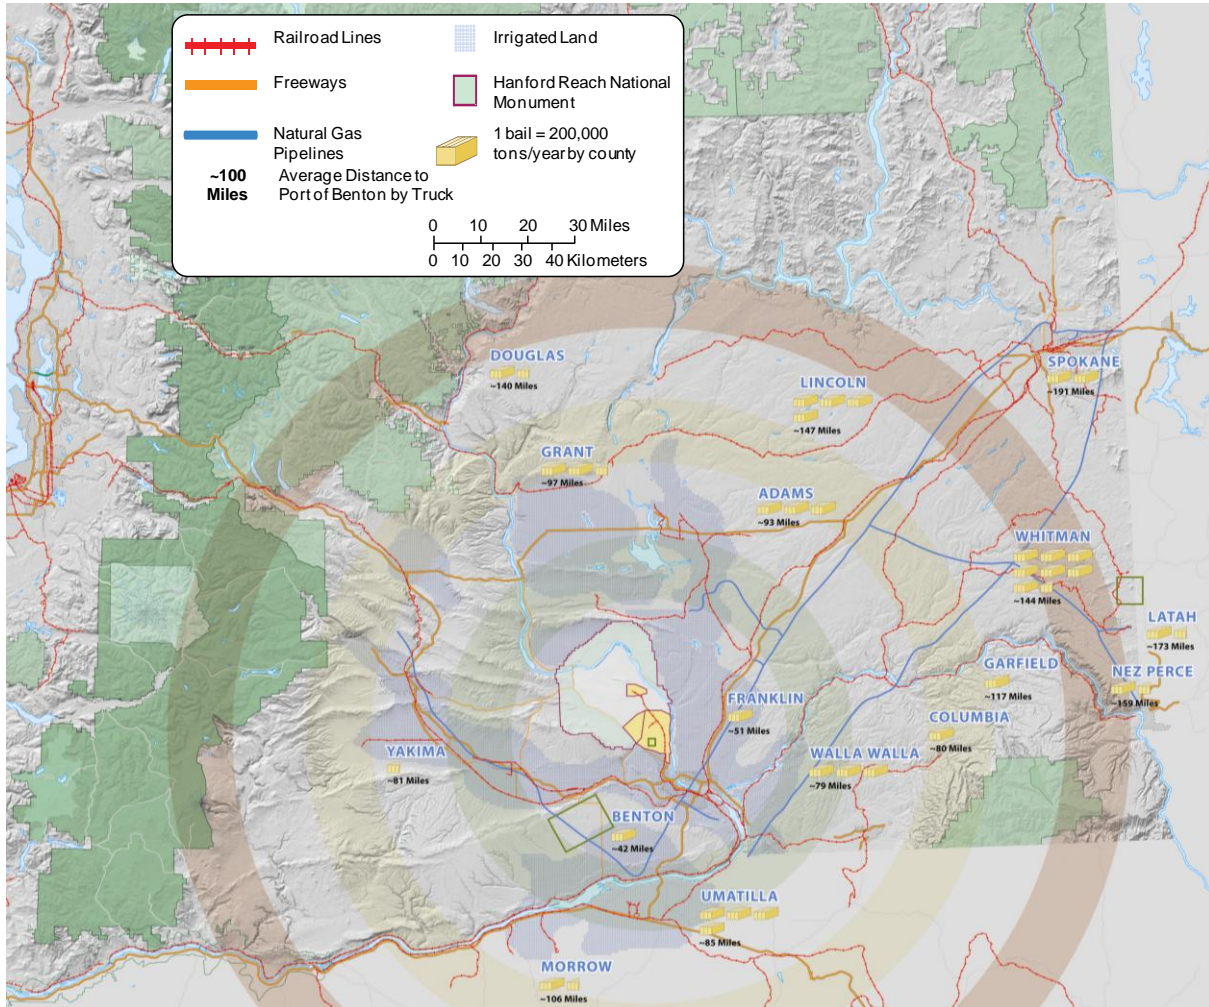 Railroad Lines
Freeways
Natural Gas
Pipelines
~100
Miles
Average Distance to
Port of Benton by Truck
Irrigated Land
Hanford Reach National
Monument
1 bail = 200,000
tons/year by county
0 10 20 30 Miles
0 10 20 30 40 Kilometers
DOUGLAS
~140 Miles
SPOKANE
~191 Miles
LINCOLN
~147 Miles
GRANT
~97 Miles
ADAMS
~93 Miles
WHITMAN
~144 Miles
LATAH
~173 Miles
GARFIELD
~117 Miles
NEZ PERCE
~159 Miles
FRANKLIN
~51 Miles
COLUMBIA
~80 Miles
YAKIMA
~81 Miles
WALLA WALLA
~79 Miles
BENTON
~42 Miles
UMATILLA
~85 Miles
MORROW
~106 Miles